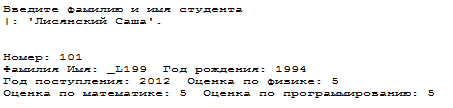 Введите фамилию и имя студента
|: 'Лисянский Саша'.
Номер: 101
Фамилия Имя: _L199 Год рождения: 1994
Год поступления: 2012 Оценка по физике: 5
Оценка по математике: 5 Оценка по программированию: 5